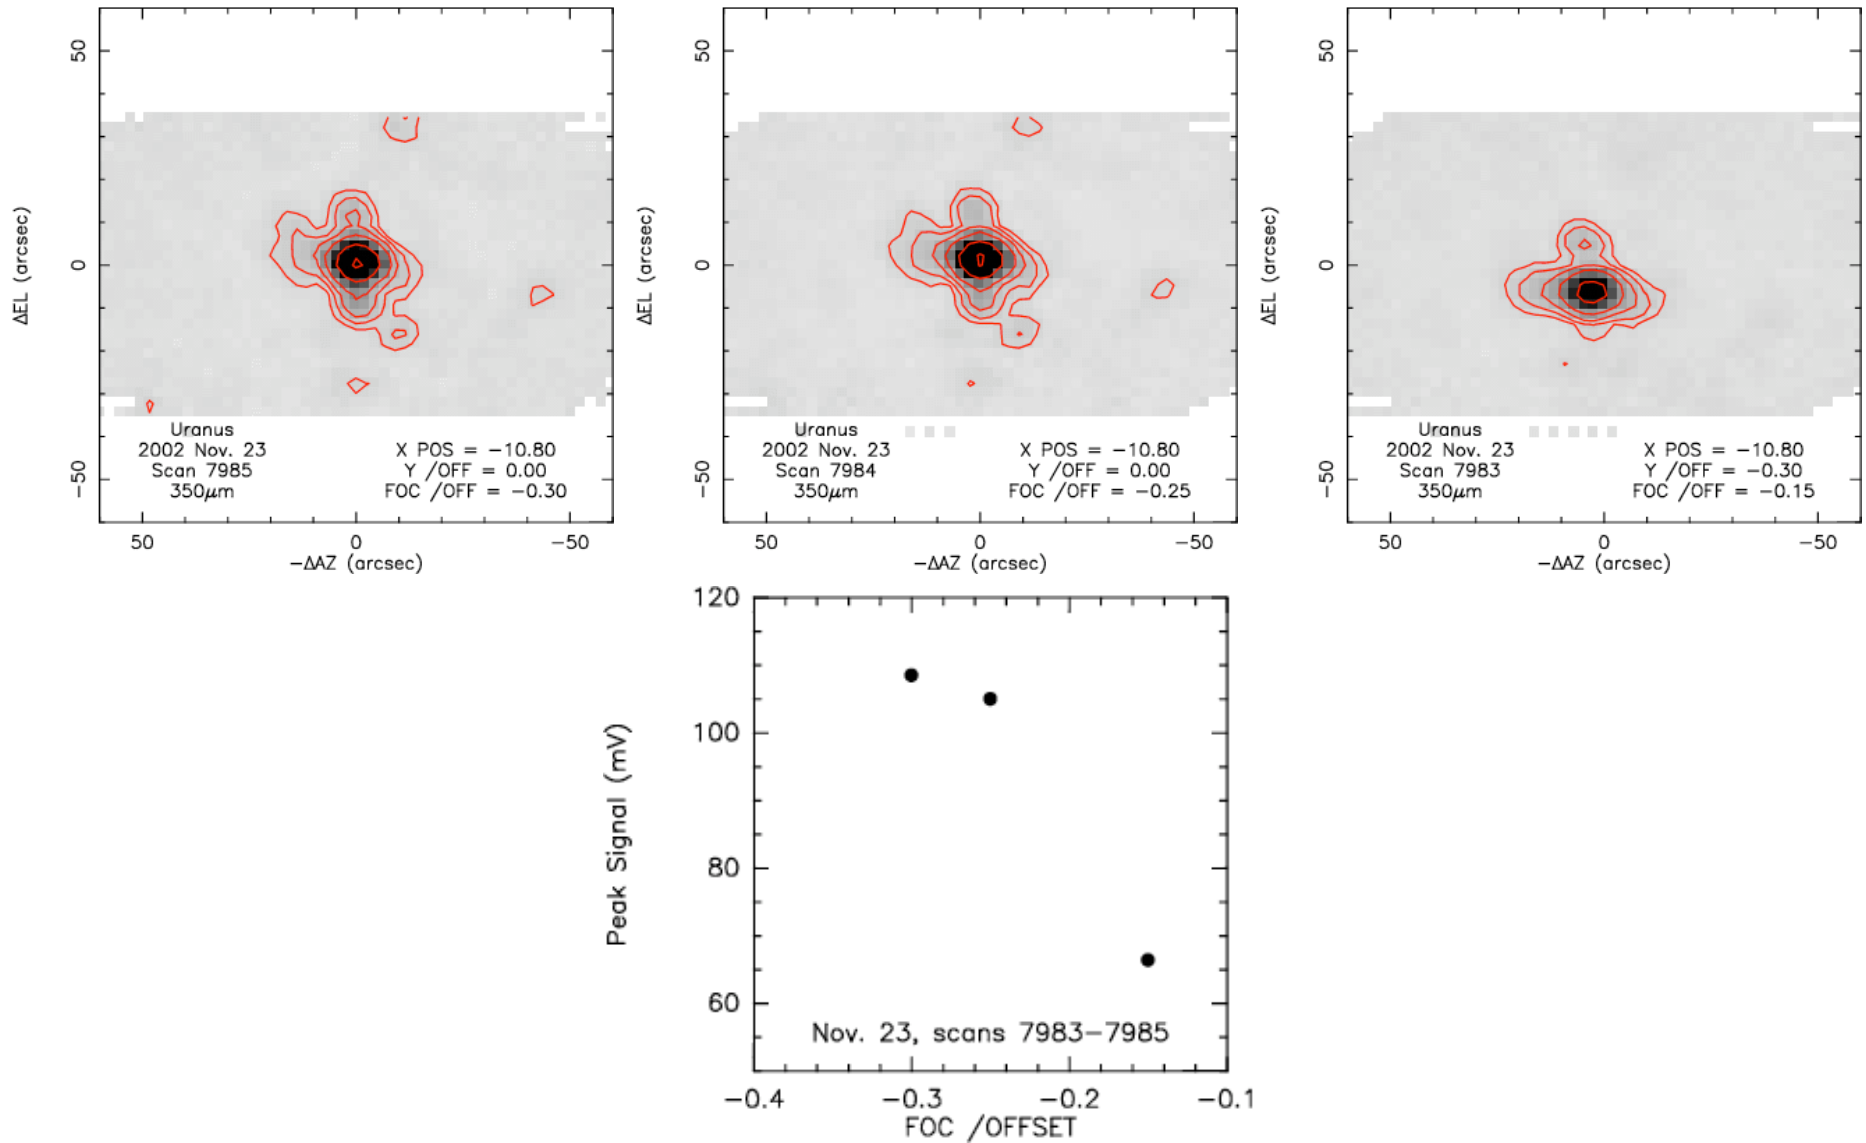 50
0
−50
ΔEL (arcsec)
Uranus
2002 Nov. 23
Scan 7985
350μm
X POS = −10.80
Y /OFF = 0.00
FOC /OFF = −0.30
50 0 −50
−ΔAZ (arcsec)
50
0
−50
ΔEL (arcsec)
Uranus
2002 Nov. 23
Scan 7984
350μm
X POS = −10.80
Y /OFF = 0.00
FOC /OFF = −0.25
50 0 −50
−ΔAZ (arcsec)
50
0
−50
ΔEL (arcsec)
Uranus
2002 Nov. 23
Scan 7983
350μm
X POS = −10.80
Y /OFF = −0.30
FOC /OFF = −0.15
50 0 −50
−ΔAZ (arcsec)
120
100
80
60
Peak Signal (mV)
Nov. 23, scans 7983−7985
−0.4 −0.3 −0.2 −0.1
FOC /OFFSET